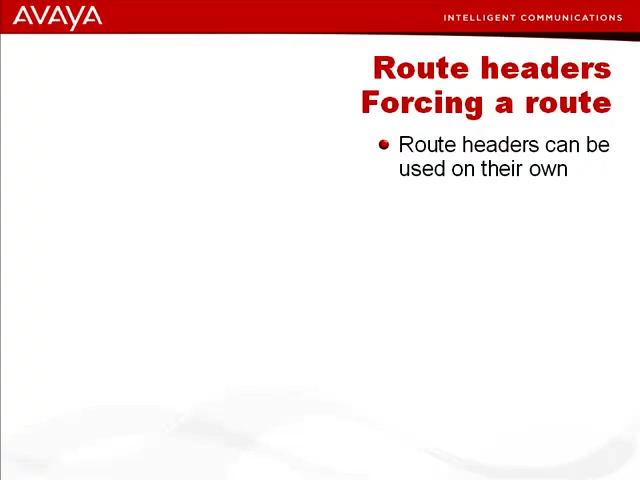 AVAYA
INTELLIGENT COMMUNICATIONS
Route headers
Forcing a route
Route headers can be
used on their own